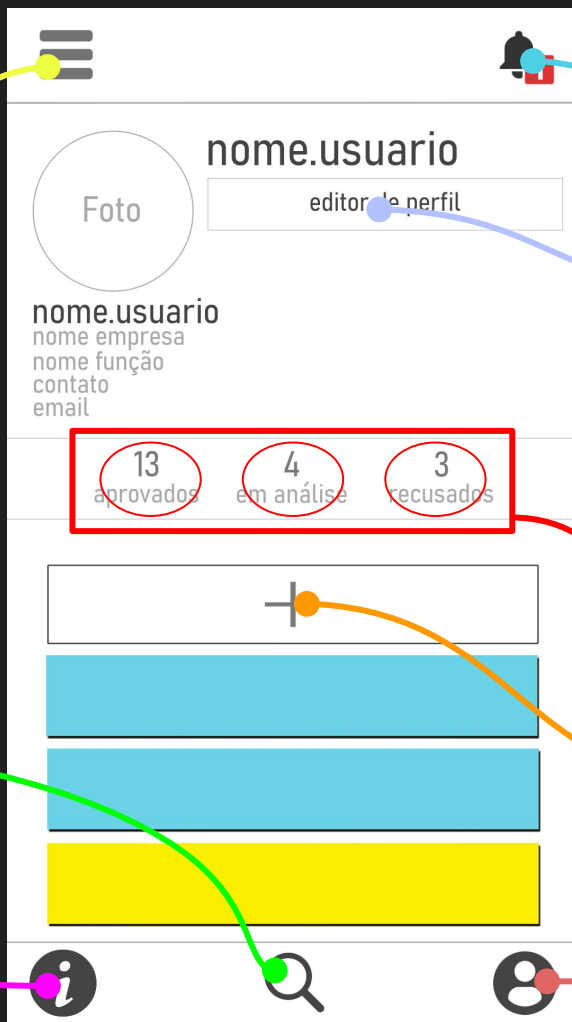 1
nome.usuario
Foto
editor de perfil
nome.usuario
nome empresa
nome função
contato
email
13 4 3
aprovados em análise recusados